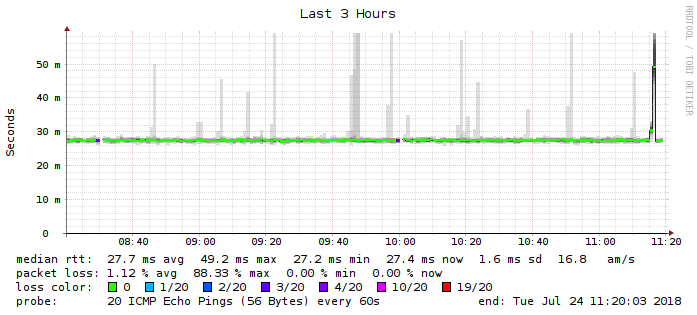 Last 3 Hours
RRDTOOL / TOBI OETIKER
Seconds
50 m
40 m
30 m
20 m
10 m
0
08:40 09:00 09:20 09:40 10:00 10:20 10:40 11:00 11:20
median rtt: 27.7 ms avg 49.2 ms max 27.2 ms min 27.4 ms now 1.6 ms sd 16.8 am/s
packet loss: 1.12 % avg 88.33 % max 0.00 % min 0.00 % now
loss color: 0 1/20 2/20 3/20 4/20 10/20 19/20
probe: 20 ICMP Echo Pings (56 Bytes) every 60s end: Tue Jul 24 11:20:03 2018